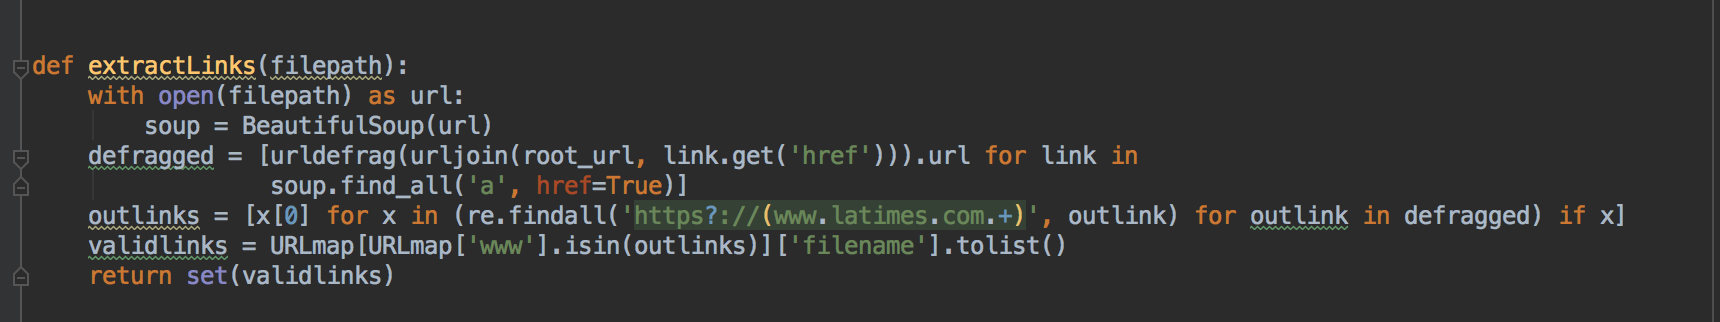 def extractLinks(filepath):
    with open(filepath) as url:
        soup = BeautifulSoup(url)
    defragged = [urldefrag(urljoin(root_url, link.get('href'))).url for link in
                 soup.find_all('a', href=True)]
    outlinks = [x[0] for x in (re.findall('https?://(www.latimes.com.+)', outlink) for outlink in defragged) if x]
    validlinks = URLmap[URLmap['www'].isin(outlinks)]['filename'].tolist()
    return set(validlinks)